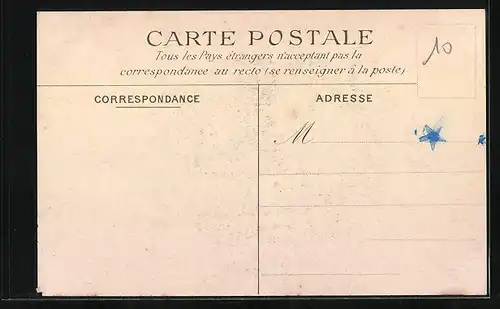 CARTE POSTALE
Tous les Pays étrangers n'acceptant pas la
correspondance au recto (se renseigner à la poste)
10
CORRESPONDANCE
ADRESSE
M